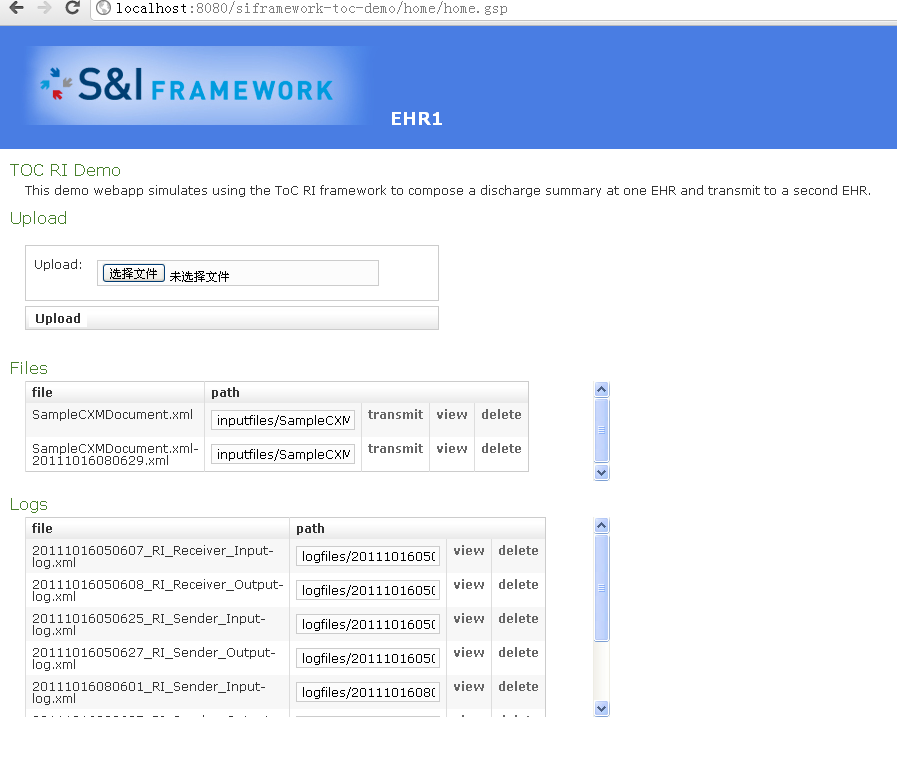 localhost:8080/siframework-toc-demo/home/home.gsp
S&I FRAMEWORK
EHR1
TOC RI Demo
This demo webapp simulates using the ToC RI framework to compose a discharge summary at one EHR and transmit to a second EHR.
Upload
Upload: 选择文件 未选择文件
Upload
Files
file path
SampleCXMDocument.xml inputfiles/SampleCXM transmit view delete
SampleCXMDocument.xml-
20111016080629.xml inputfiles/SampleCXM transmit view delete
Logs
file path
20111016050607_RI_Receiver_Input-
log.xml logfiles/2011101605 view delete
20111016050608_RI_Receiver_Output-
log.xml logfiles/2011101605 view delete
20111016050625_RI_Sender_Input-
log.xml logfiles/2011101605 view delete
20111016050627_RI_Sender_Output-
log.xml logfiles/2011101605 view delete
20111016080601_RI_Sender_Input-
log.xml logfiles/2011101608 view delete